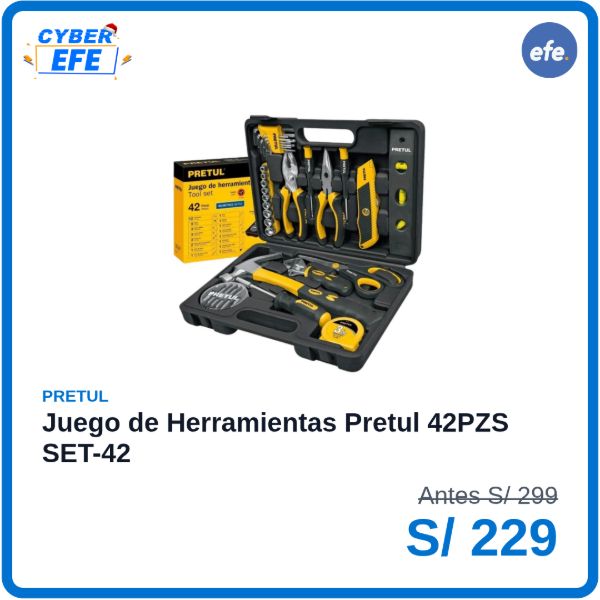 CYBER
EFE
efe.
PRETUL
Juego de herramientas
Tool set
42
PRETUL
PRETUL
PRETUL
Juego de Herramientas Pretul 42PZS
SET-42
Antes S/ 299
S/ 229